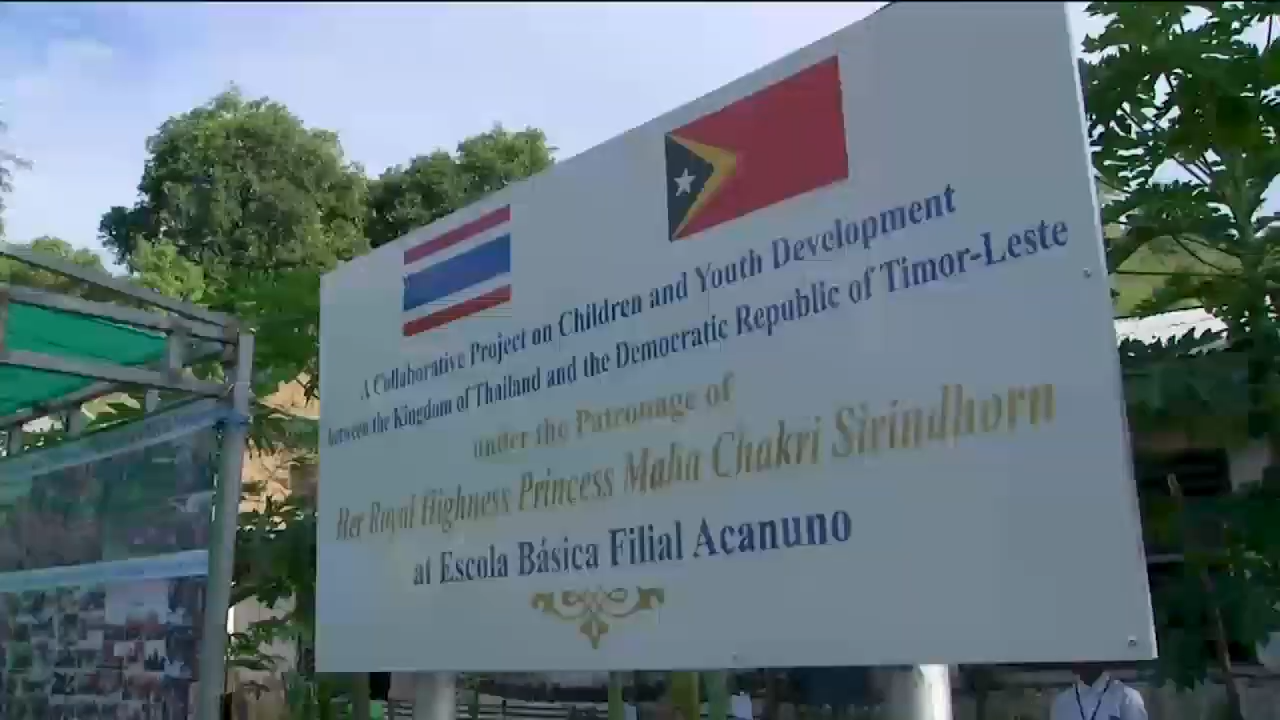 A Collaborative Project on Children and Youth Development
between the Kingdom of Thailand and the Democratic Republic of Timor-Leste
under the Patronage of
Her Royal Highness Princess Maha Chakri Sirindhorn
at Escola Básica Filial Acanuno